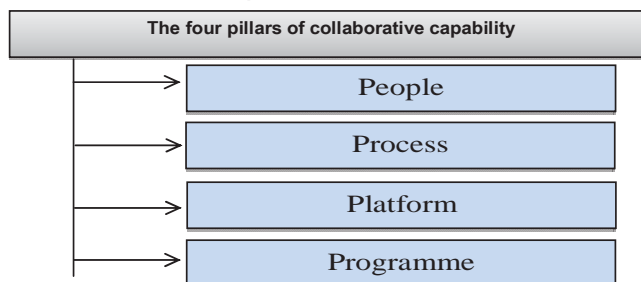 The four pillars of collaborative capability
People
Process
Platform
Programme